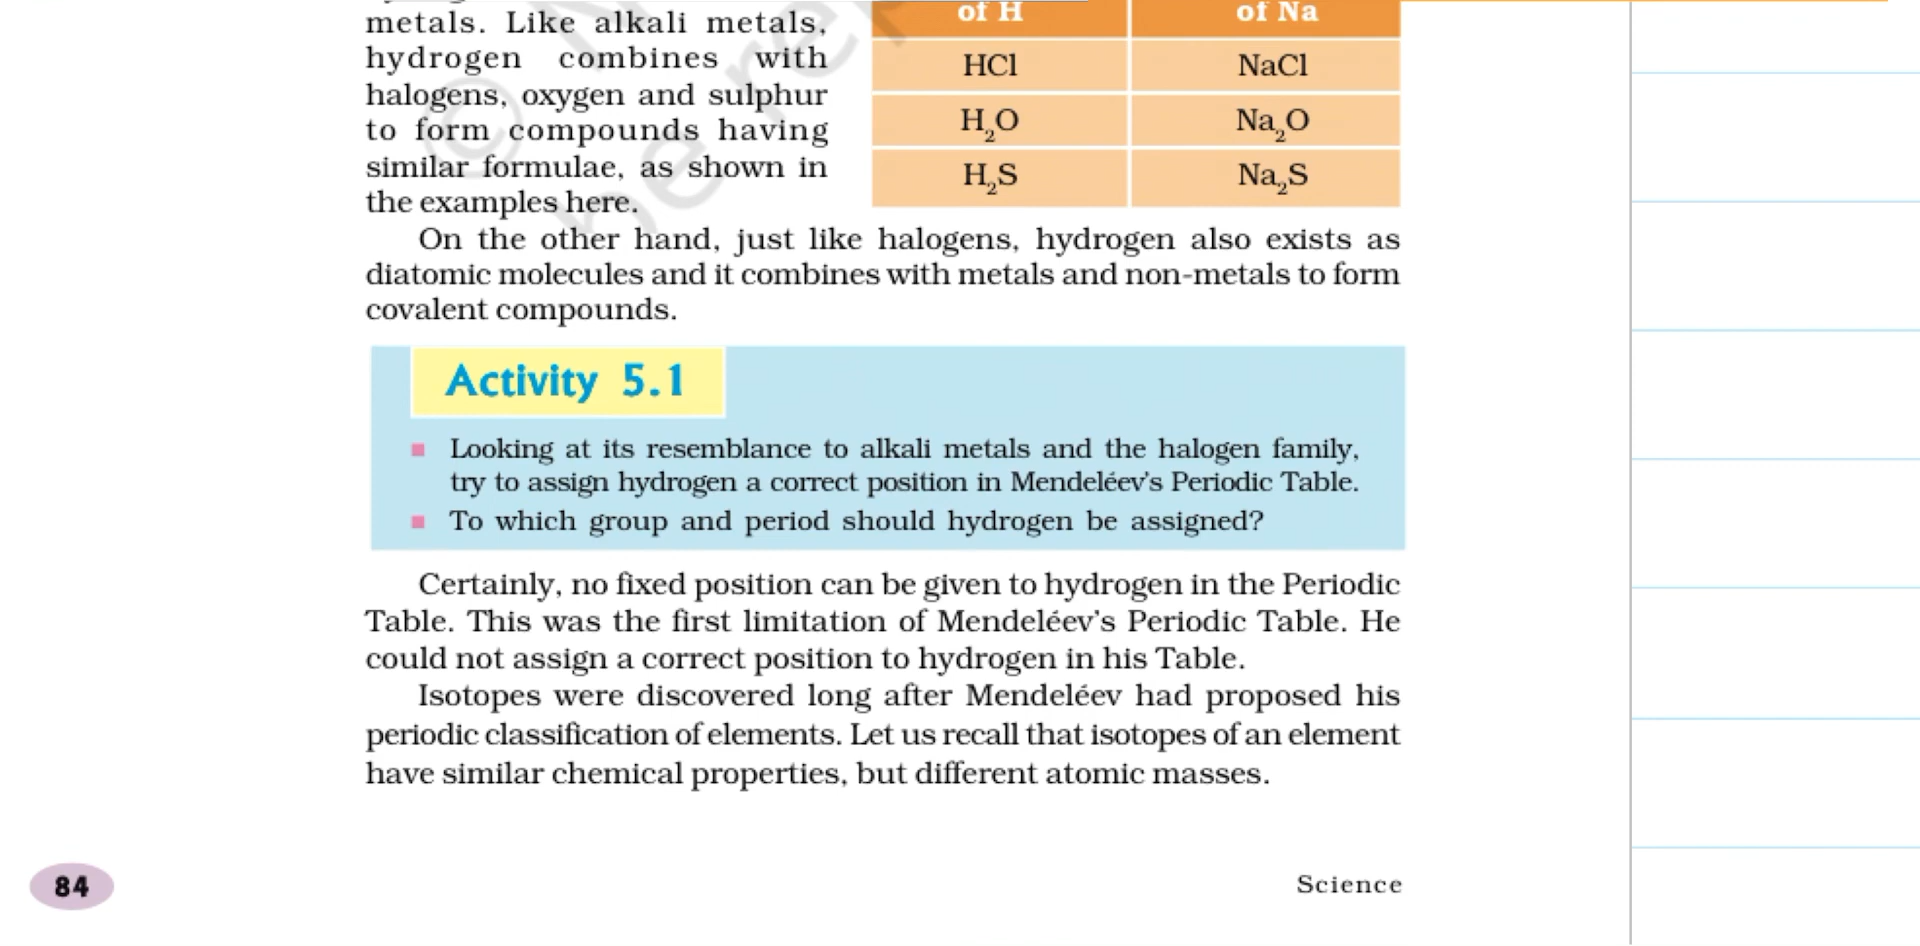 metals. Like alkali metals,
hydrogen combines with
halogens, oxygen and sulphur
to form compounds having
similar formulae, as shown in
the examples here.
of H of Na
HCl NaCl
H₂O Na₂O
H₂S Na₂S
On the other hand, just like halogens, hydrogen also exists as
diatomic molecules and it combines with metals and non-metals to form
covalent compounds.
Activity 5.1
Looking at its resemblance to alkali metals and the halogen family,
try to assign hydrogen a correct position in Mendeléev's Periodic Table.
To which group and period should hydrogen be assigned?
Certainly, no fixed position can be given to hydrogen in the Periodic
Table. This was the first limitation of Mendeléev's Periodic Table. He
could not assign a correct position to hydrogen in his Table.
Isotopes were discovered long after Mendeléev had proposed his
periodic classification of elements. Let us recall that isotopes of an element
have similar chemical properties, but different atomic masses.
84
Science